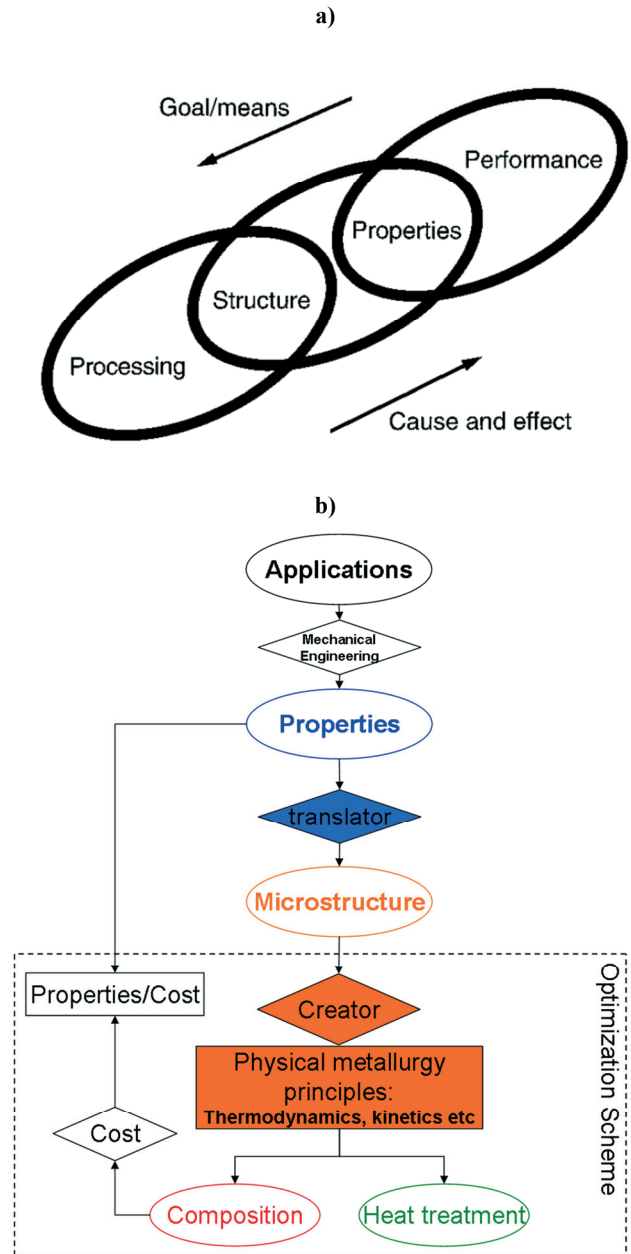 a)
Goal/means
Performance
Properties
Structure
Processing
Cause and effect
b)
Applications
Mechanical
Engineering
Properties
translator
Microstructure
Optimization Scheme
Properties/Cost
Creator
Physical metallurgy
principles:
Thermodynamics, kinetics etc
Cost
Composition
Heat treatment